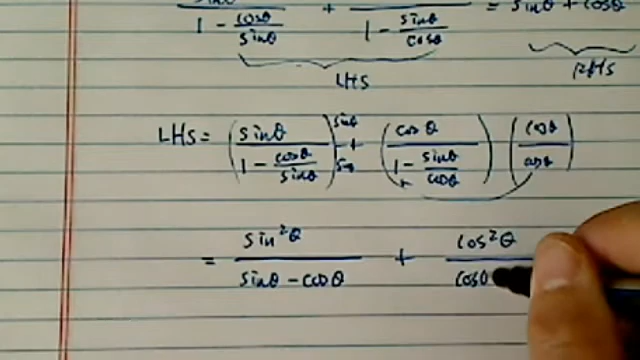 sinθ / (1 - cosθ/sinθ) + / (1 - sinθ/cosθ) = sinθ + cosθ
LHS RHS
LHS = (sinθ / (1 - cosθ/sinθ)) sinθ/sinθ + (cosθ / (1 - sinθ/cosθ)) (cosθ/cosθ)
= sin²θ / (sinθ - cosθ) + cos²θ / cosθ